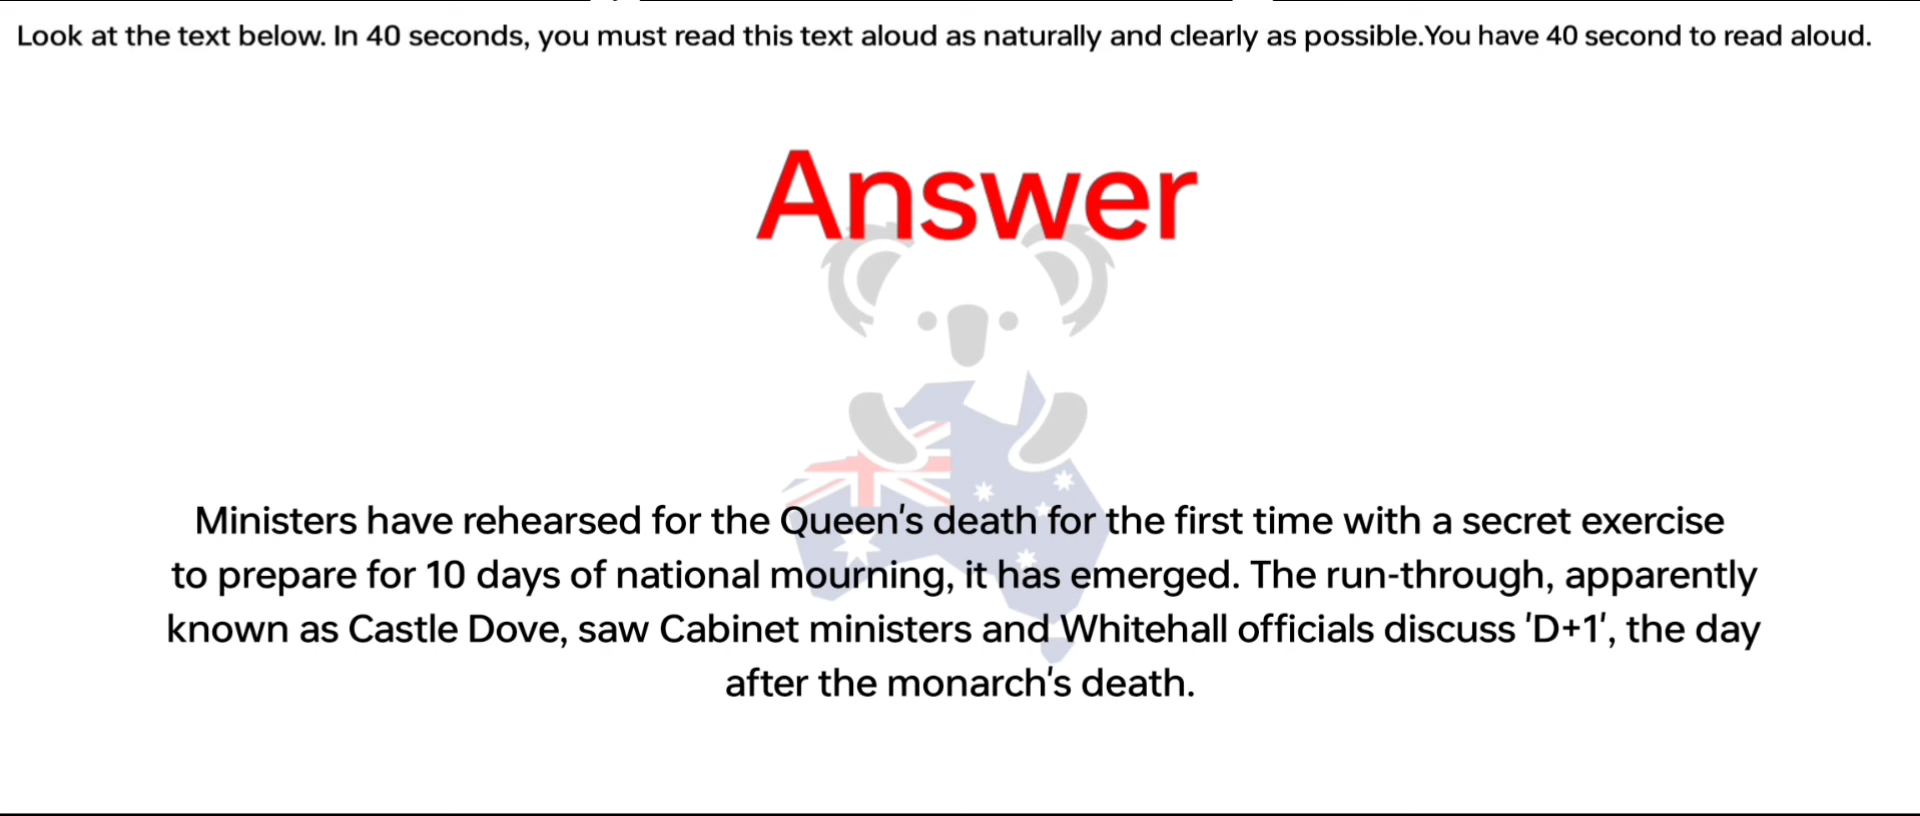 Look at the text below. In 40 seconds, you must read this text aloud as naturally and clearly as possible.You have 40 second to read aloud.
Answer
Ministers have rehearsed for the Queen's death for the first time with a secret exercise
to prepare for 10 days of national mourning, it has emerged. The run-through, apparently
known as Castle Dove, saw Cabinet ministers and Whitehall officials discuss 'D+1', the day
after the monarch's death.